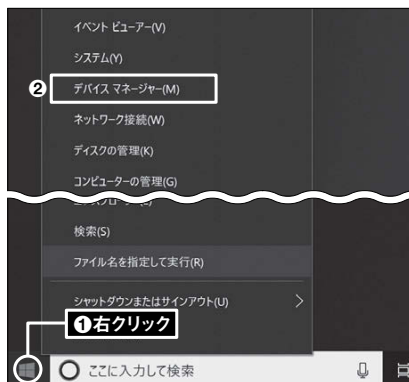 イベント ビューアー(V)
システム(Y)
❷ デバイス マネージャー(M)
ネットワーク接続(W)
ディスクの管理(K)
コンピューターの管理(G)
検索(S)
ファイル名を指定して実行(R)
シャットダウンまたはサインアウト(U)
❶右クリック
ここに入力して検索